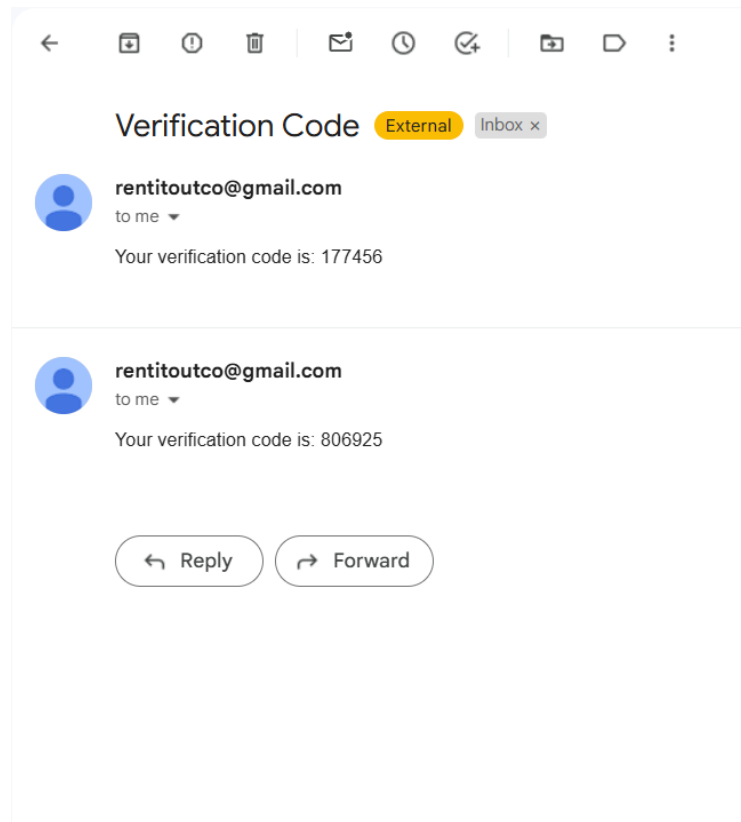 Verification Code External Inbox ×
rentitoutco@gmail.com
to me
Your verification code is: 177456
rentitoutco@gmail.com
to me
Your verification code is: 806925
Reply Forward